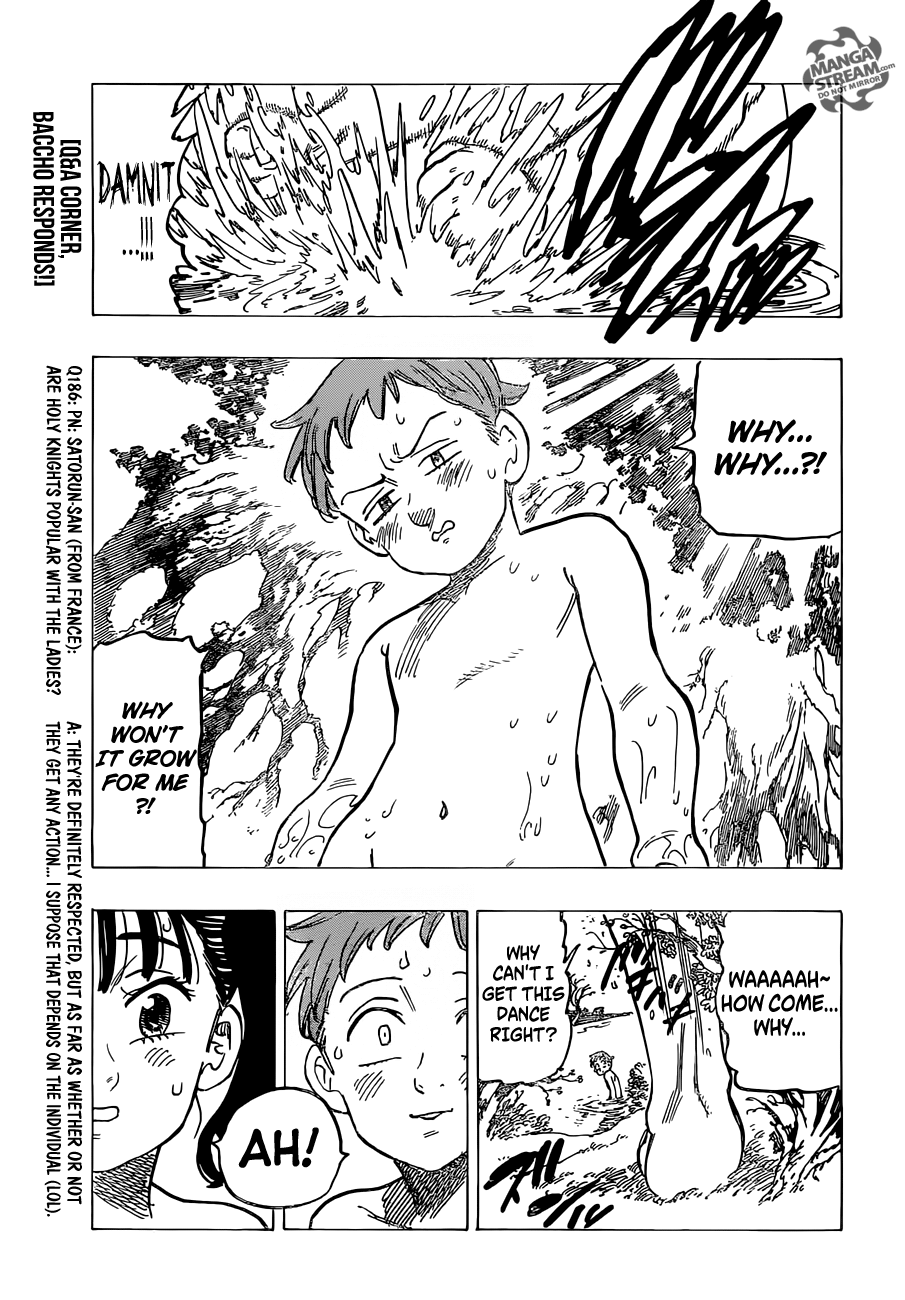 MANGA
STREAM.com
DO NOT MIRROR
DAMNIT
...!!!
[Q&A CORNER,
BACCHO RESPONDS!]
WHY...
WHY...?!
WHY
WON'T
IT GROW
FOR ME
?!
Q186: PN: SATORUN-SAN (FROM FRANCE):
ARE HOLY KNIGHTS POPULAR WITH THE LADIES?
A: THEY'RE DEFINITELY RESPECTED, BUT AS FAR AS WHETHER OR NOT
THEY GET ANY ACTION... I SUPPOSE THAT DEPENDS ON THE INDIVIDUAL (LOL).
WAAAAAH~
HOW COME...
WHY...
WHY
CAN'T I
GET THIS
DANCE
RIGHT?
AH!